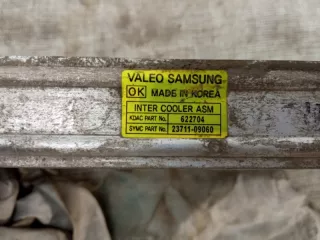 VALEO SAMSUNG
OK MADE IN KOREA
INTER COOLER ASM
KDAC PART No. 622704
SYMC PART No. 23711-09060